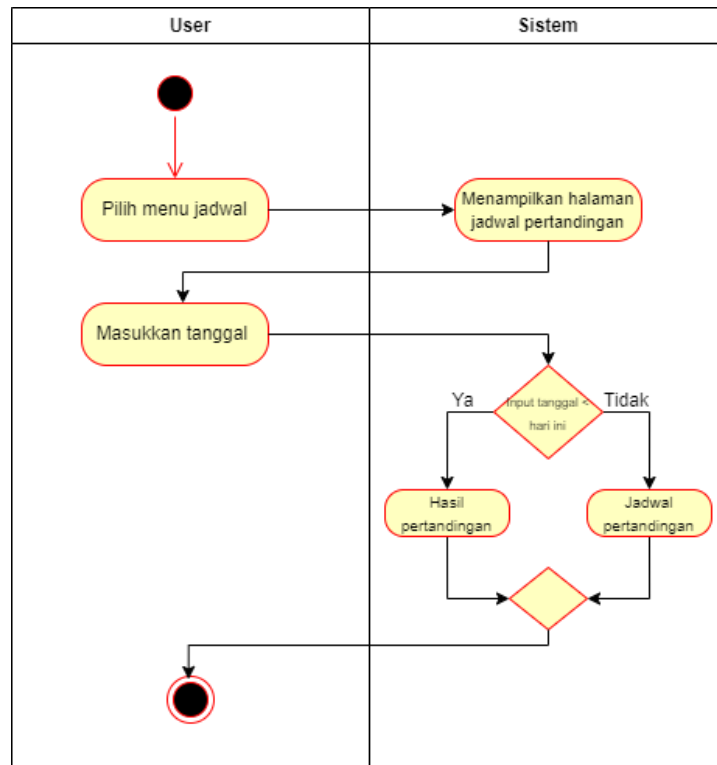 User
Sistem
Pilih menu jadwal
Menampilkan halaman
jadwal pertandingan
Masukkan tanggal
Ya
Input tanggal <
hari ini
Tidak
Hasil
pertandingan
Jadwal
pertandingan